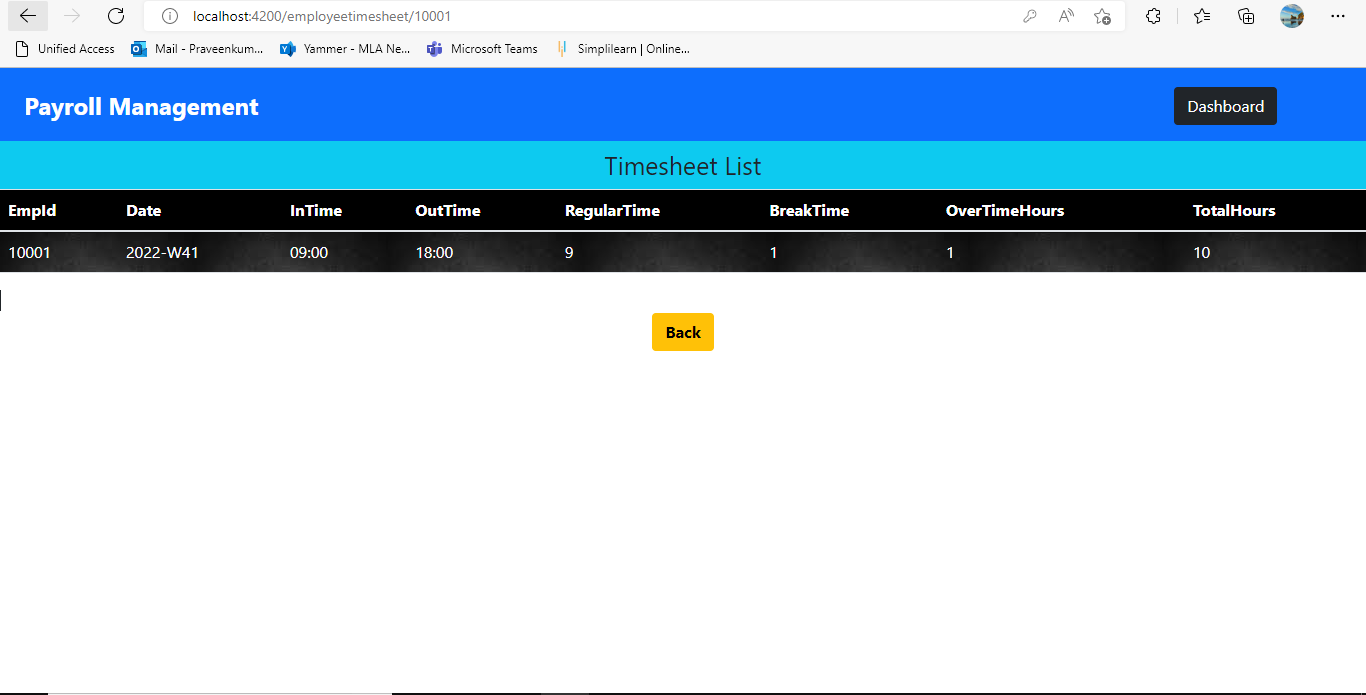 localhost:4200/employeetimesheet/10001
Unified Access Mail - Praveenkum... Yammer - MLA Ne... Microsoft Teams Simplilearn | Online...
Payroll Management Dashboard
Timesheet List
EmpId Date InTime OutTime RegularTime BreakTime OverTimeHours TotalHours
10001 2022-W41 09:00 18:00 9 1 1 10
Back